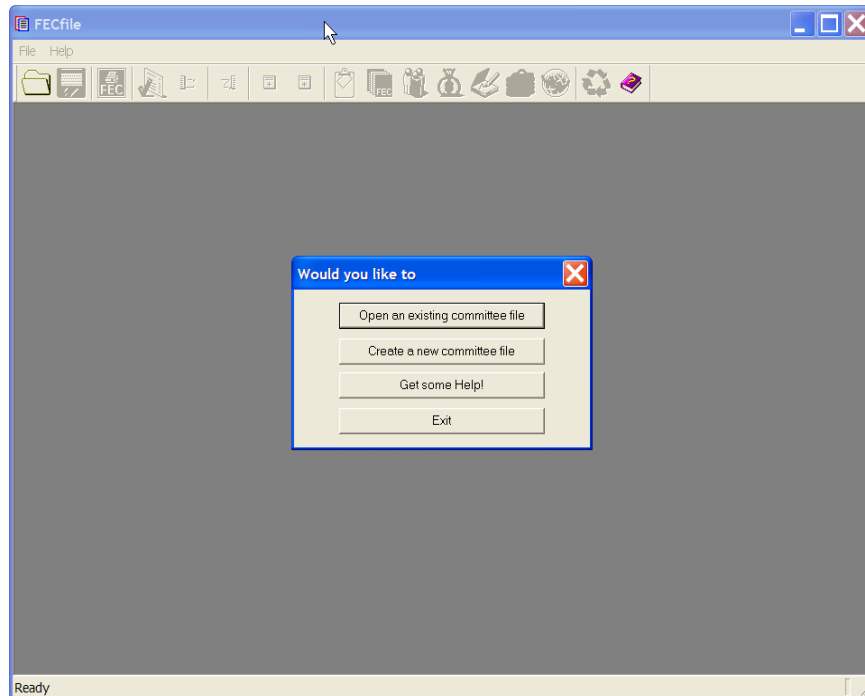 FECfile
File Help
FEC FEC
Would you like to
Open an existing committee file
Create a new committee file
Get some Help!
Exit
Ready